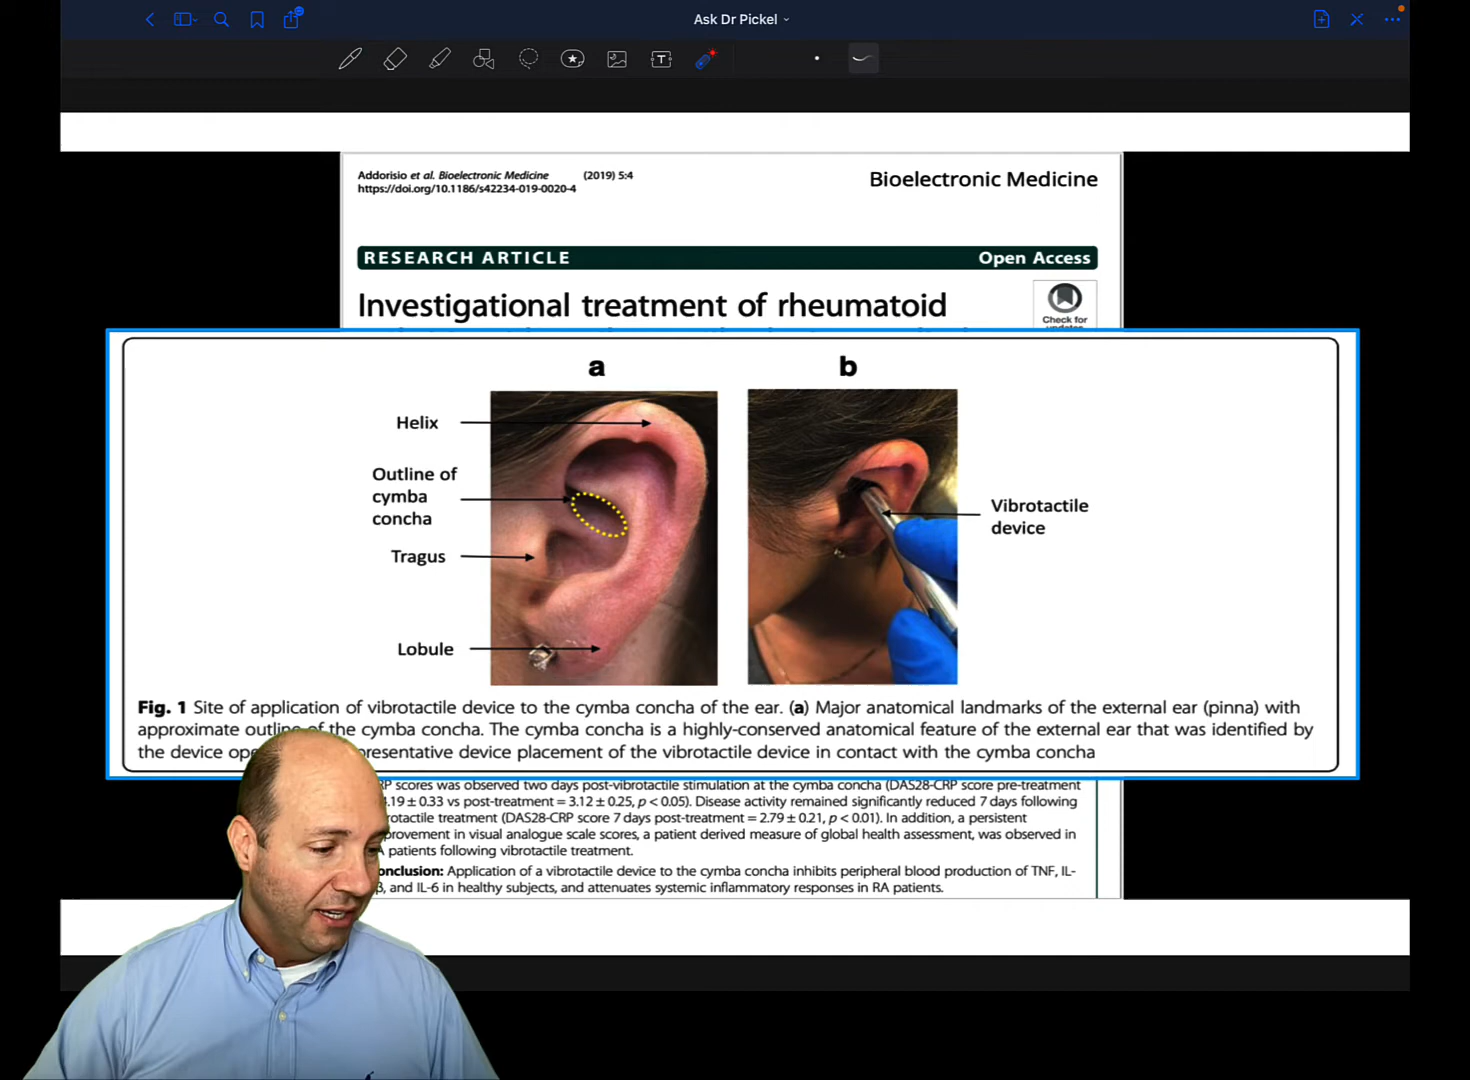 Ask Dr Pickel
T
Addorisio et al. Bioelectronic Medicine (2019) 5:4
https://doi.org/10.1186/s42234-019-0020-4
Bioelectronic Medicine
RESEARCH ARTICLE
Open Access
Investigational treatment of rheumatoid
Check for
a
b
Helix
Outline of
cymba
concha
Tragus
Lobule
Vibrotactile
device
Fig. 1 Site of application of vibrotactile device to the cymba concha of the ear. (a) Major anatomical landmarks of the external ear (pinna) with
approximate outline of the cymba concha. The cymba concha is a highly-conserved anatomical feature of the external ear that was identified by
the device placement of the vibrotactile device in contact with the cymba concha
scores was observed two days post-vibrotactile stimulation at the cymba concha (DAS28-CRP score pre-treatment
.19 ± 0.33 vs post-treatment = 3.12 ± 0.25, p < 0.05). Disease activity remained significantly reduced 7 days following
treatment (DAS28-CRP score 7 days post-treatment = 2.79 ± 0.21, p < 0.01). In addition, a persistent
in visual analogue scale scores, a patient derived measure of global health assessment, was observed in
patients following vibrotactile treatment.
Application of a vibrotactile device to the cymba concha inhibits peripheral blood production of TNF, IL-
and IL-6 in healthy subjects, and attenuates systemic inflammatory responses in RA patients.